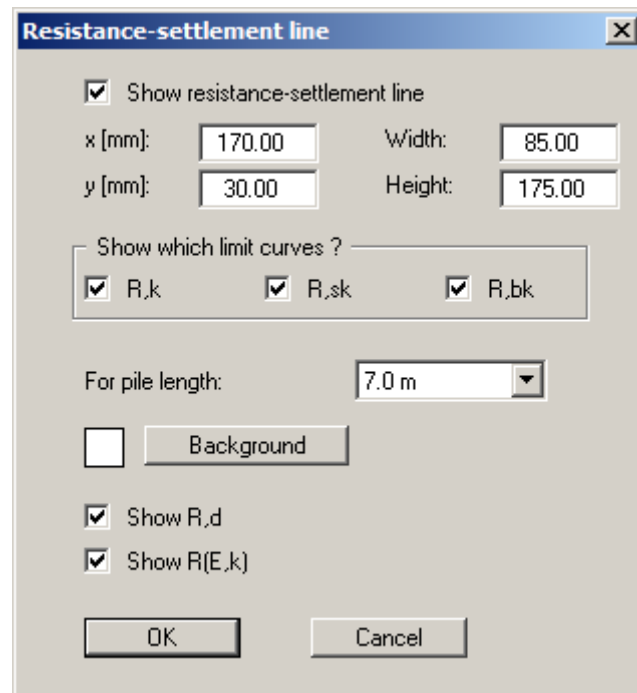 Resistance-settlement line
Show resistance-settlement line
x [mm]: 170.00 Width: 85.00
y [mm]: 30.00 Height: 175.00
Show which limit curves ?
R,k R,sk R,bk
For pile length: 7.0 m
Background
Show R,d
Show R(E,k)
OK Cancel